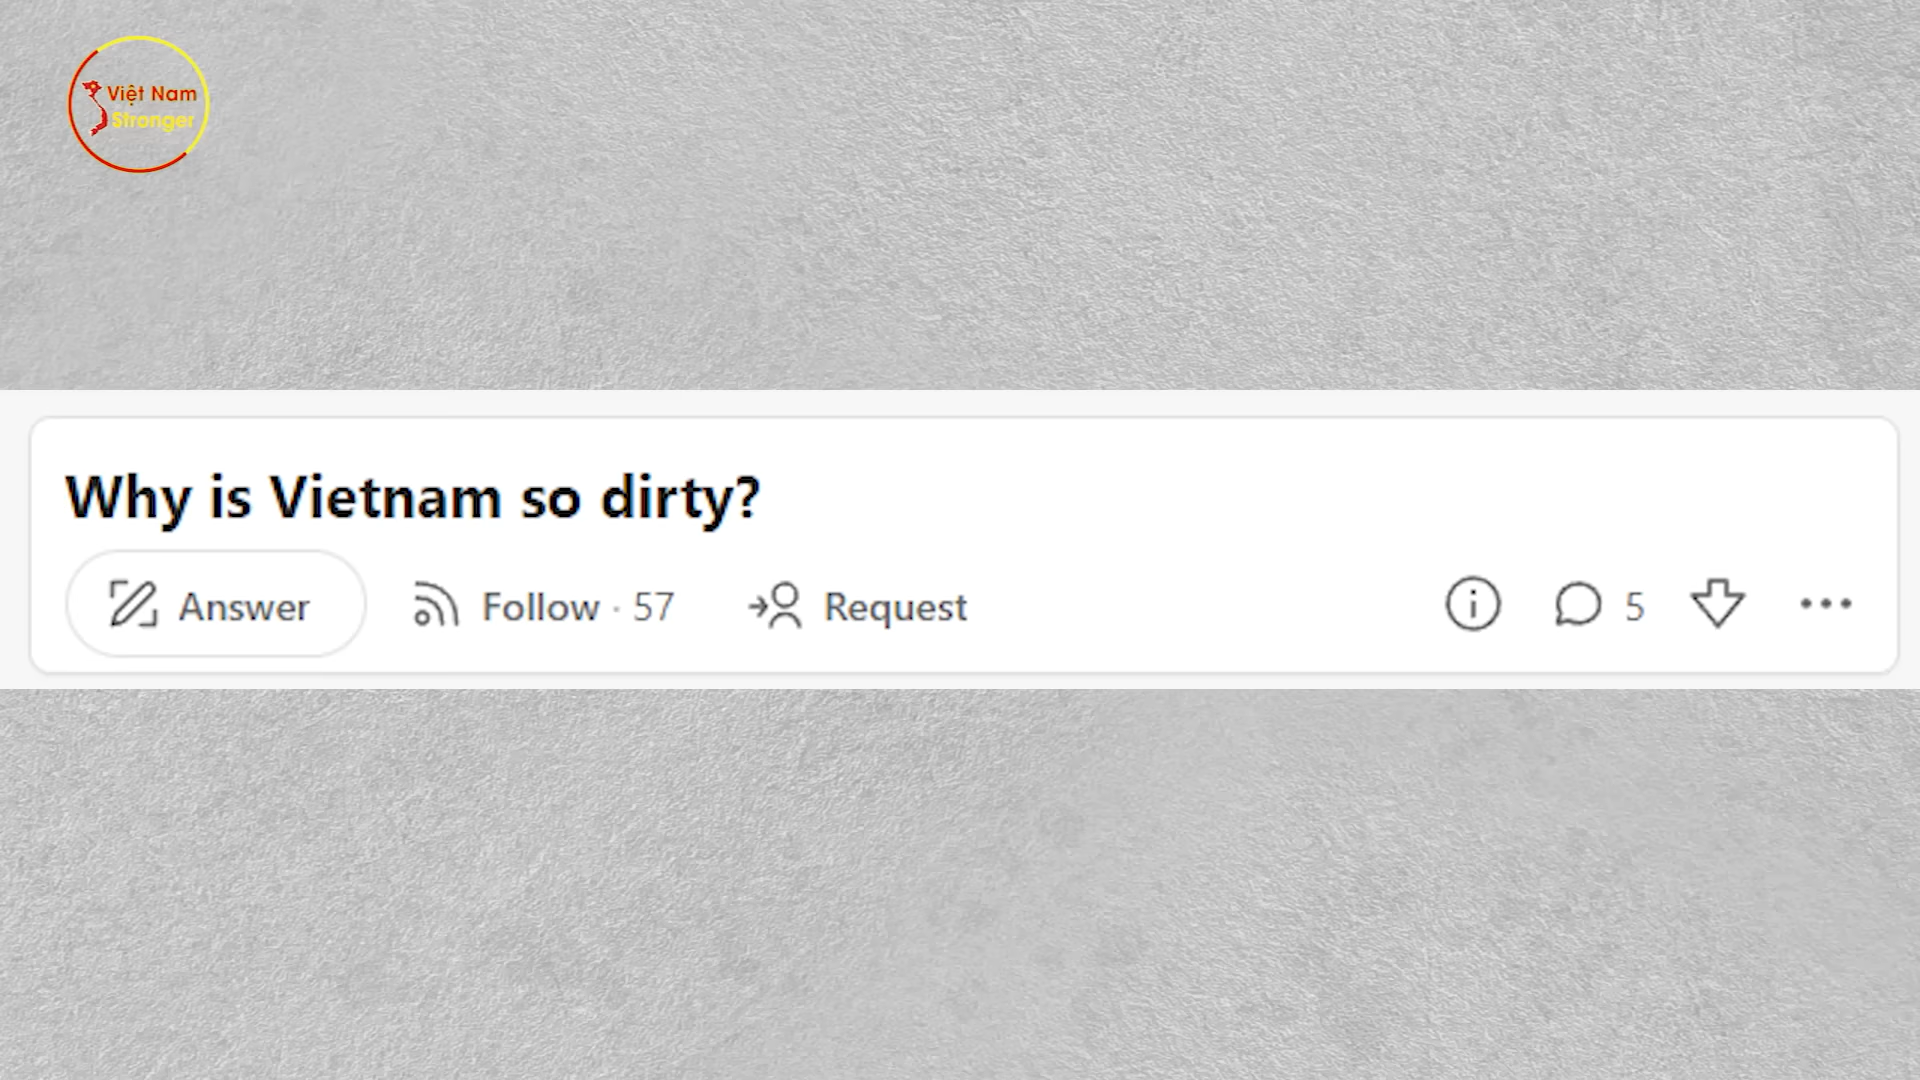 Việt Nam
Stronger
Why is Vietnam so dirty?
Answer Follow · 57 Request 5